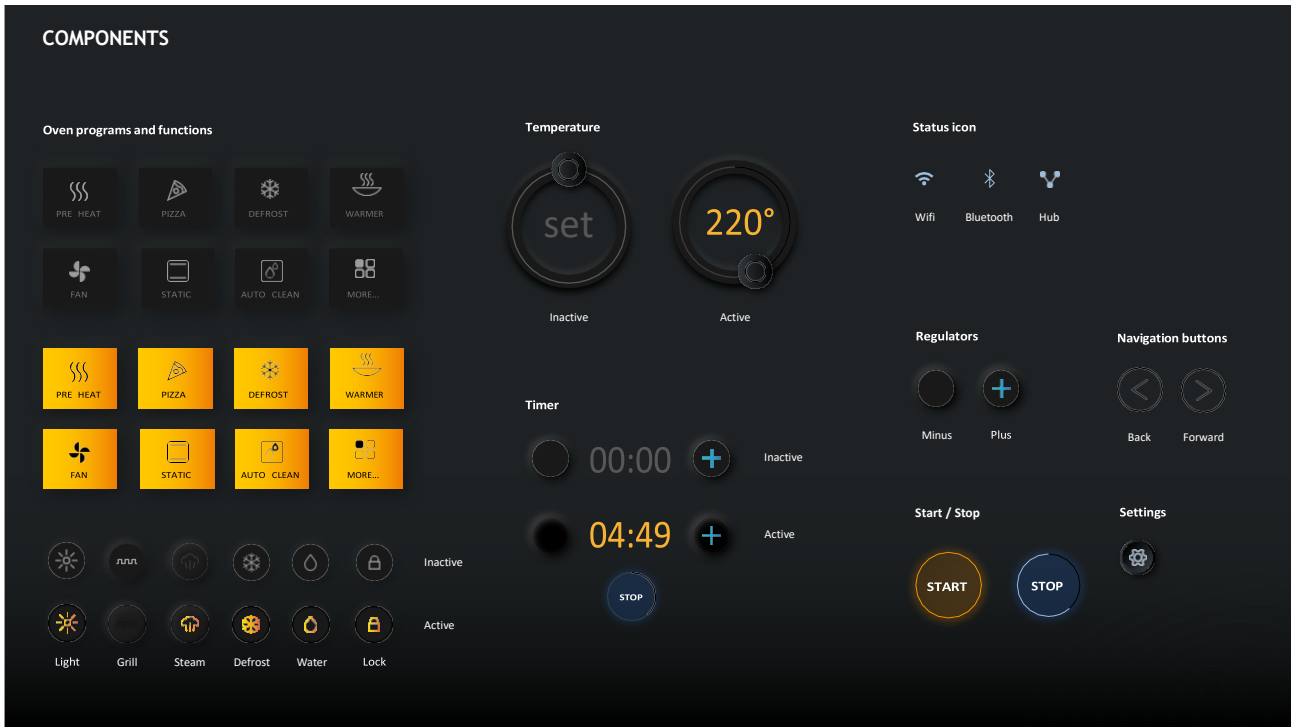 COMPONENTS
Oven programs and functions
PRE HEAT
PIZZA
DEFROST
WARMER
FAN
STATIC
AUTO CLEAN
MORE...
PRE HEAT
PIZZA
DEFROST
WARMER
FAN
STATIC
AUTO CLEAN
MORE...
Inactive
Active
Light
Grill
Steam
Defrost
Water
Lock
Temperature
set
220°
Inactive
Active
Timer
00:00
Inactive
04:49
Active
STOP
Status icon
Wifi
Bluetooth
Hub
Regulators
Minus
Plus
Navigation buttons
Back
Forward
Start / Stop
START
STOP
Settings